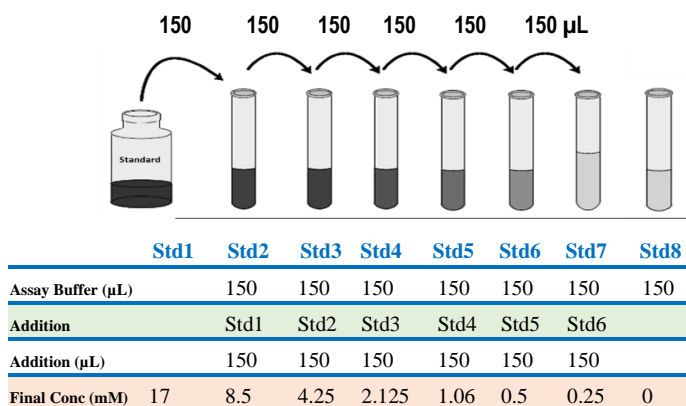 150 150 150 150 150 150 µL
Standard
Std1 Std2 Std3 Std4 Std5 Std6 Std7 Std8
Assay Buffer (µL) 150 150 150 150 150 150 150
Addition Std1 Std2 Std3 Std4 Std5 Std6
Addition (µL) 150 150 150 150 150 150
Final Conc (mM) 17 8.5 4.25 2.125 1.06 0.5 0.25 0